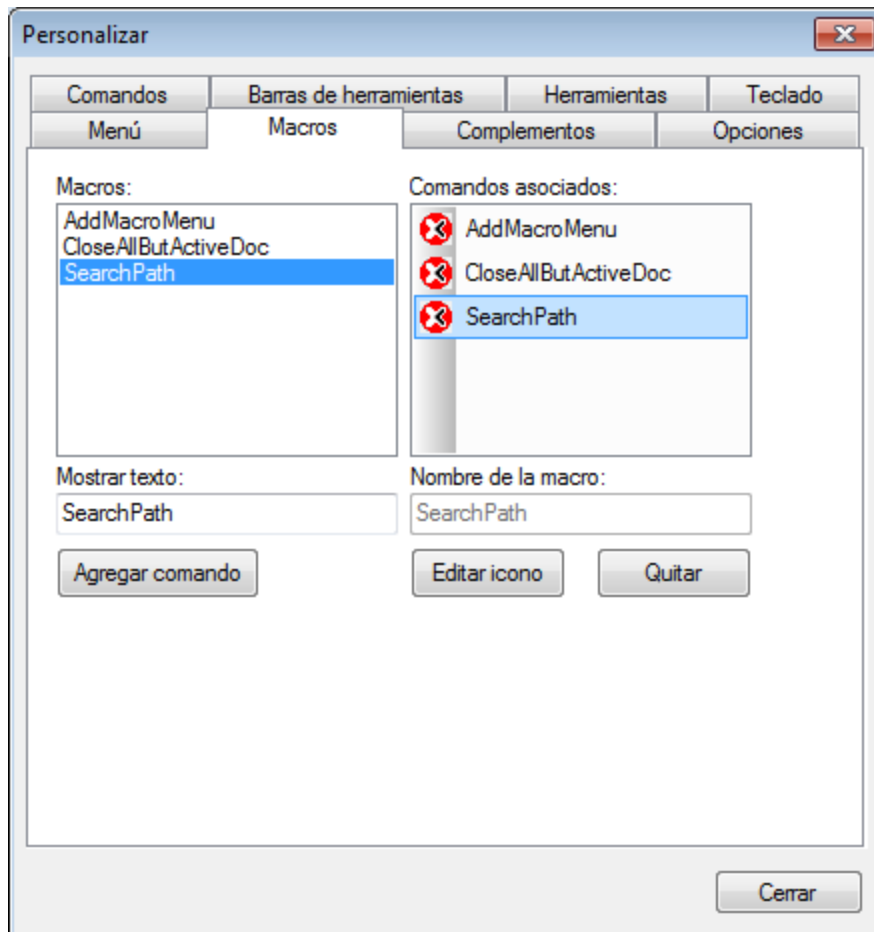 Personalizar
Comandos Barras de herramientas Herramientas Teclado
Menú Macros Complementos Opciones
Macros: Comandos asociados:
AddMacroMenu AddMacroMenu
CloseAllButActiveDoc CloseAllButActiveDoc
SearchPath SearchPath
Mostrar texto: Nombre de la macro:
SearchPath SearchPath
Agregar comando Editar icono Quitar
Cerrar